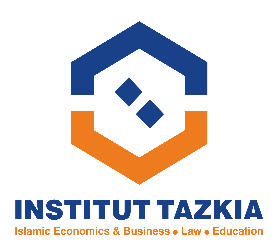 INSTITUT TAZKIA
Islamic Economics & Business • Law • Education